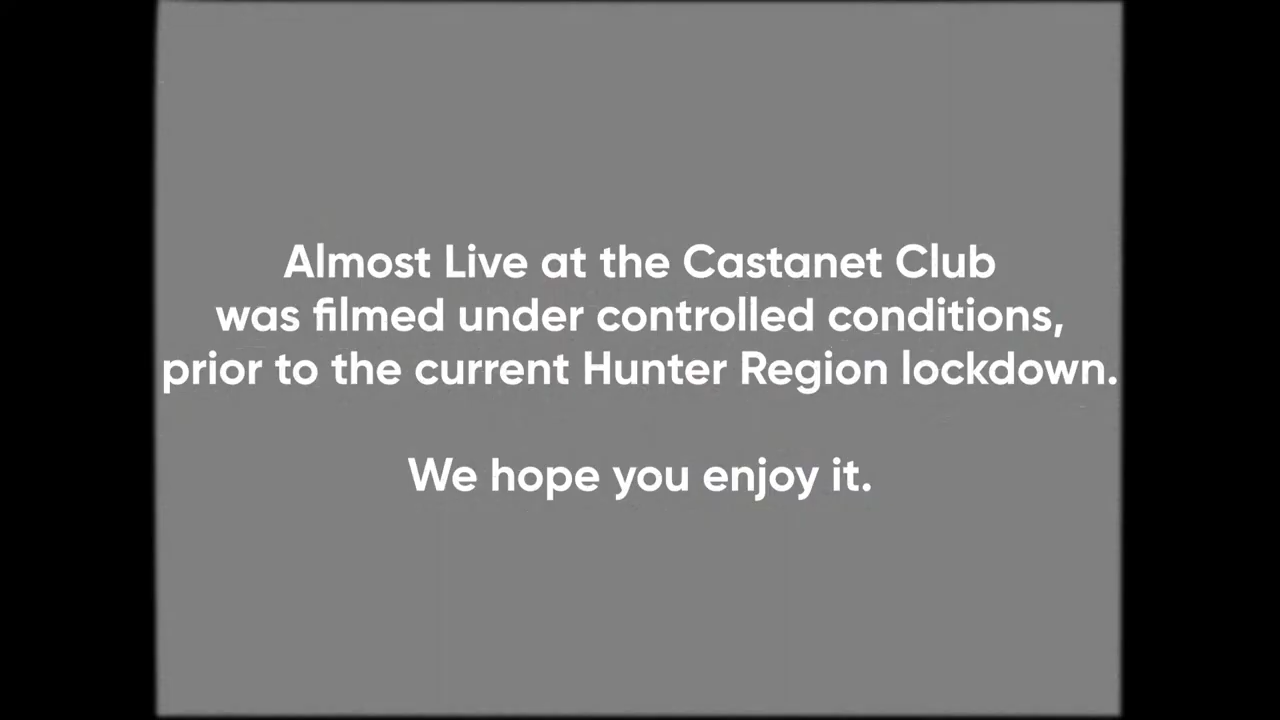 Almost Live at the Castanet Club
was filmed under controlled conditions,
prior to the current Hunter Region lockdown.
We hope you enjoy it.